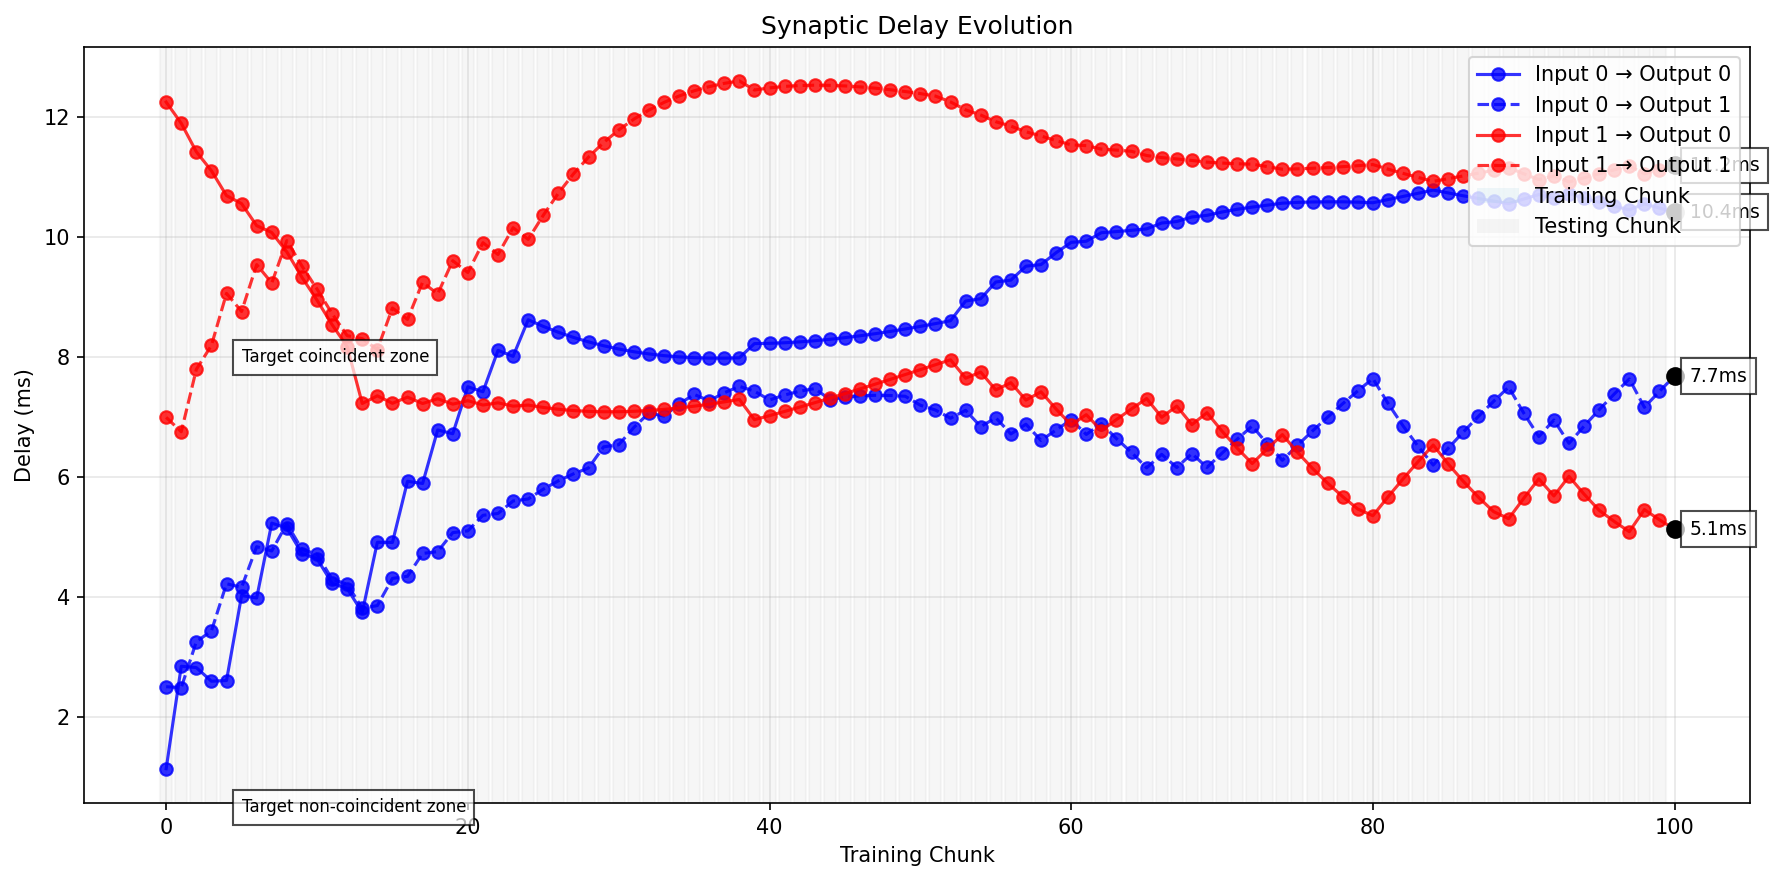 Synaptic Delay Evolution
Delay (ms)
12
10
8
6
4
2
Input 0 → Output 0
Input 0 → Output 1
Input 1 → Output 0
Input 1 → Output 1
Training Chunk
Testing Chunk
10.4ms
7.7ms
5.1ms
Target coincident zone
Target non-coincident zone
0
20
40
60
80
100
Training Chunk